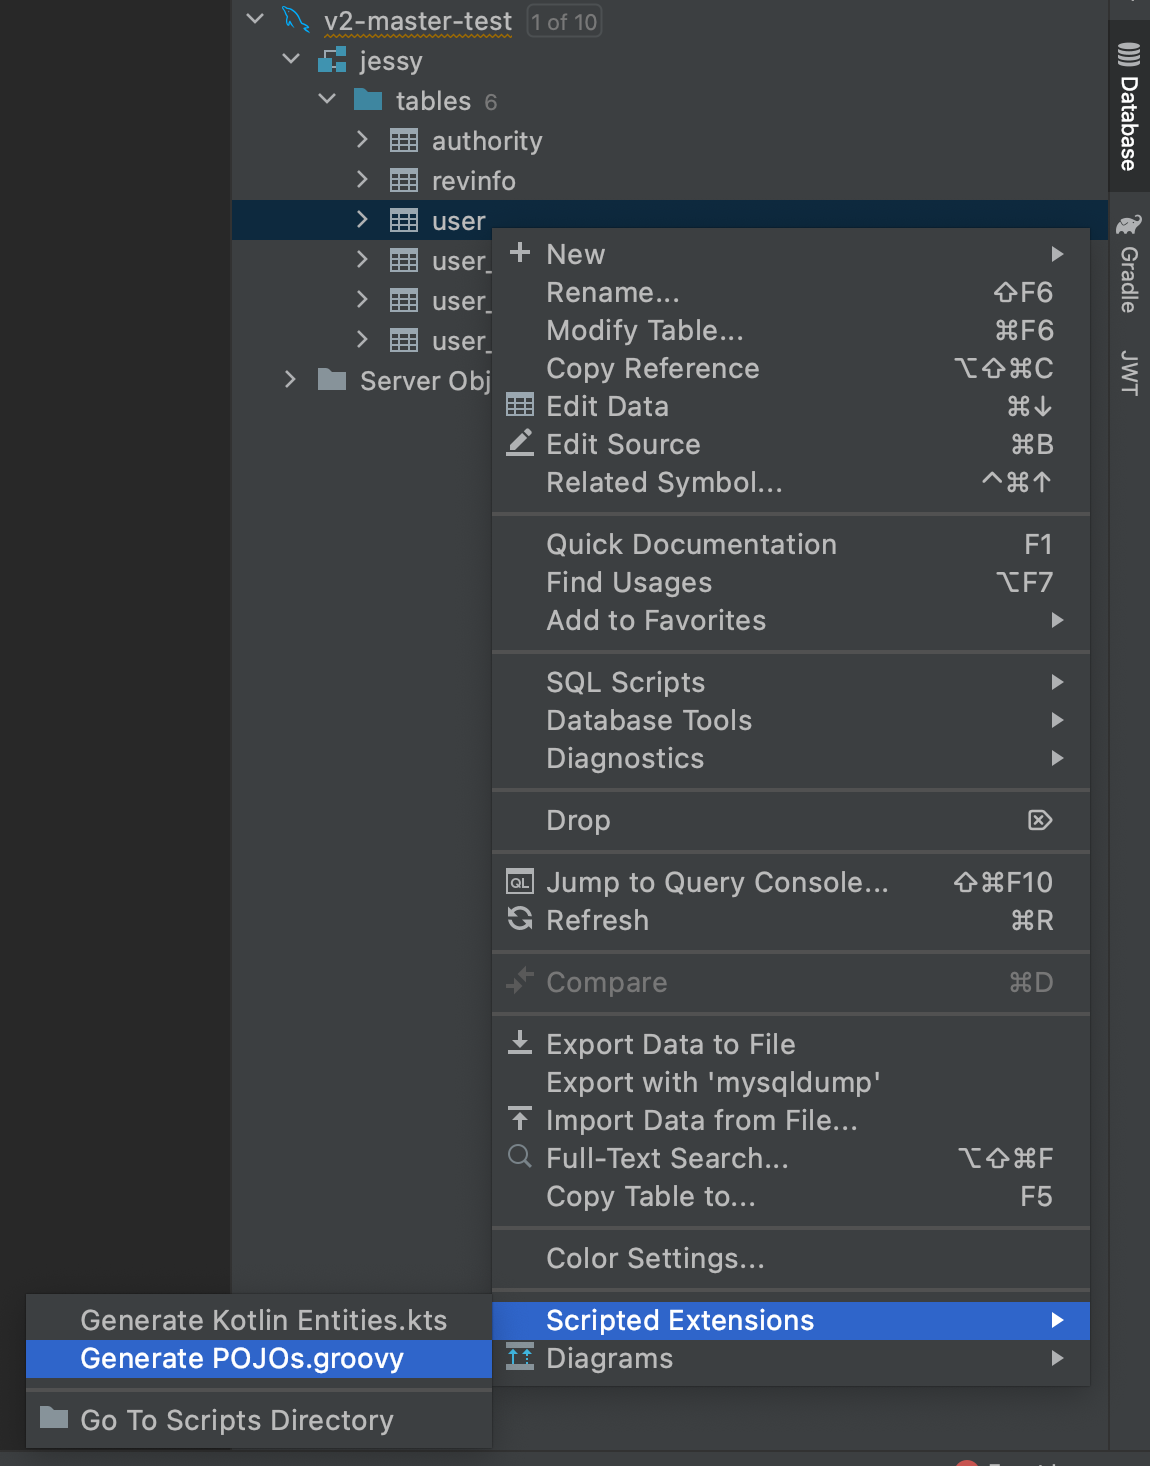 v2-master-test 1 of 10
jessy
tables 6
authority
revinfo
user
user_
user_
user_
Server Obj
New
Rename... ⇧F6
Modify Table... ⌘F6
Copy Reference ⌥⇧⌘C
Edit Data ⌘↓
Edit Source ⌘B
Related Symbol... ^⌘↑
Quick Documentation F1
Find Usages ⌥F7
Add to Favorites
SQL Scripts
Database Tools
Diagnostics
Drop ⌦
QL Jump to Query Console... ⇧⌘F10
Refresh ⌘R
Compare ⌘D
Export Data to File
Export with 'mysqldump'
Import Data from File...
Full-Text Search... ⌥⇧⌘F
Copy Table to... F5
Color Settings...
Scripted Extensions
Diagrams
Generate Kotlin Entities.kts
Generate POJOs.groovy
Go To Scripts Directory
Database
Gradle
JWT